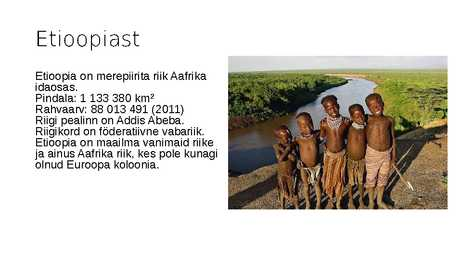 Etioopiast
Etioopia on merepiirita riik Aafrika
idaosas.
Pindala: 1 133 380 km²
Rahvaarv: 88 013 491 (2011)
Riigi pealinn on Addis Abeba.
Riigikord on föderatiivne vabariik.
Etioopia on maailma vanimaid riike
ja ainus Aafrika riik, kes pole kunagi
olnud Euroopa koloonia.